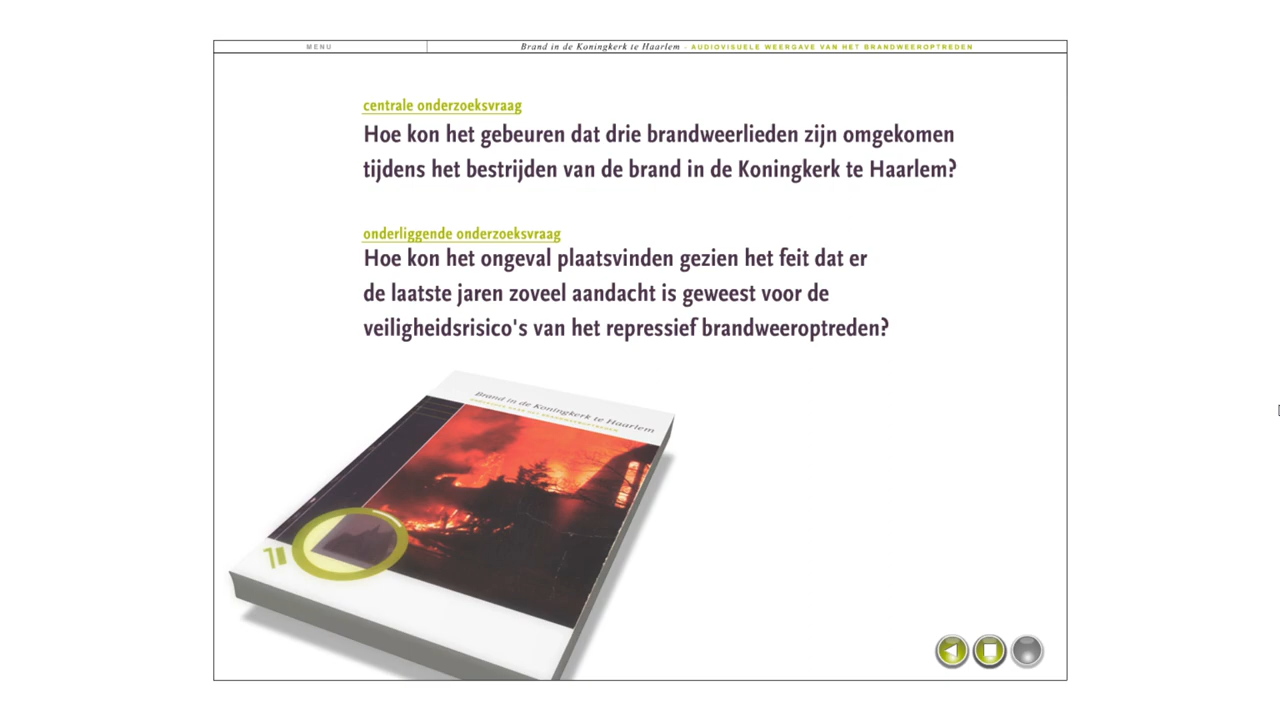 MENU
Brand in de Koningkerk te Haarlem - AUDIOVISUELE WEERGAVE VAN HET BRANDWEEROPTREDEN
centrale onderzoeksvraag
Hoe kon het gebeuren dat drie brandweerlieden zijn omgekomen
tijdens het bestrijden van de brand in de Koningkerk te Haarlem?
onderliggende onderzoeksvraag
Hoe kon het ongeval plaatsvinden gezien het feit dat er
de laatste jaren zoveel aandacht is geweest voor de
veiligheidsrisico's van het repressief brandweeroptreden?
Brand in de Koningkerk te Haarlem